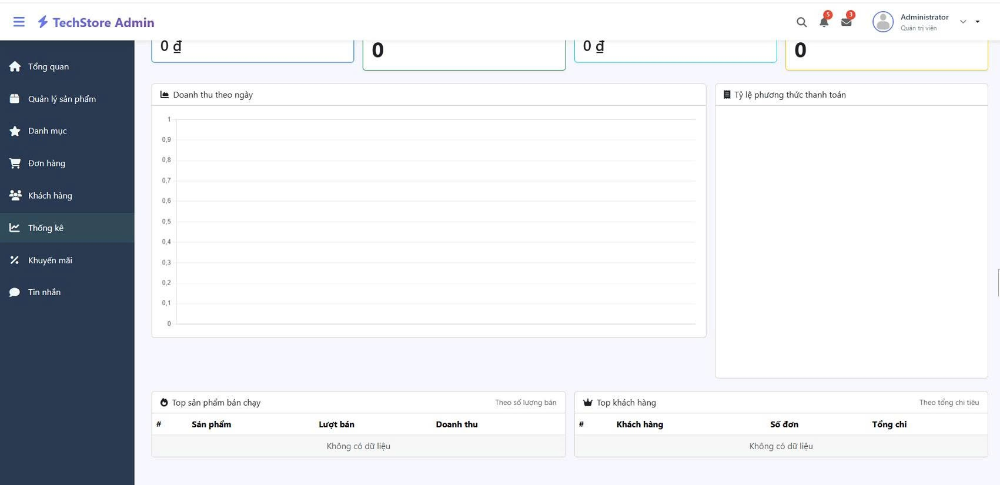 TechStore Admin
5
3
Administrator
Quản trị viên
Tổng quan
Quản lý sản phẩm
Danh mục
Đơn hàng
Khách hàng
Thống kê
Khuyến mãi
Tin nhắn
0 ₫
0
0 ₫
0
Doanh thu theo ngày
1
0,9
0,8
0,7
0,6
0,5
0,4
0,3
0,2
0,1
0
Tỷ lệ phương thức thanh toán
Top sản phẩm bán chạy
Theo số lượng bán
# Sản phẩm Lượt bán Doanh thu
Không có dữ liệu
Top khách hàng
Theo tổng chi tiêu
# Khách hàng Số đơn Tổng chi
Không có dữ liệu